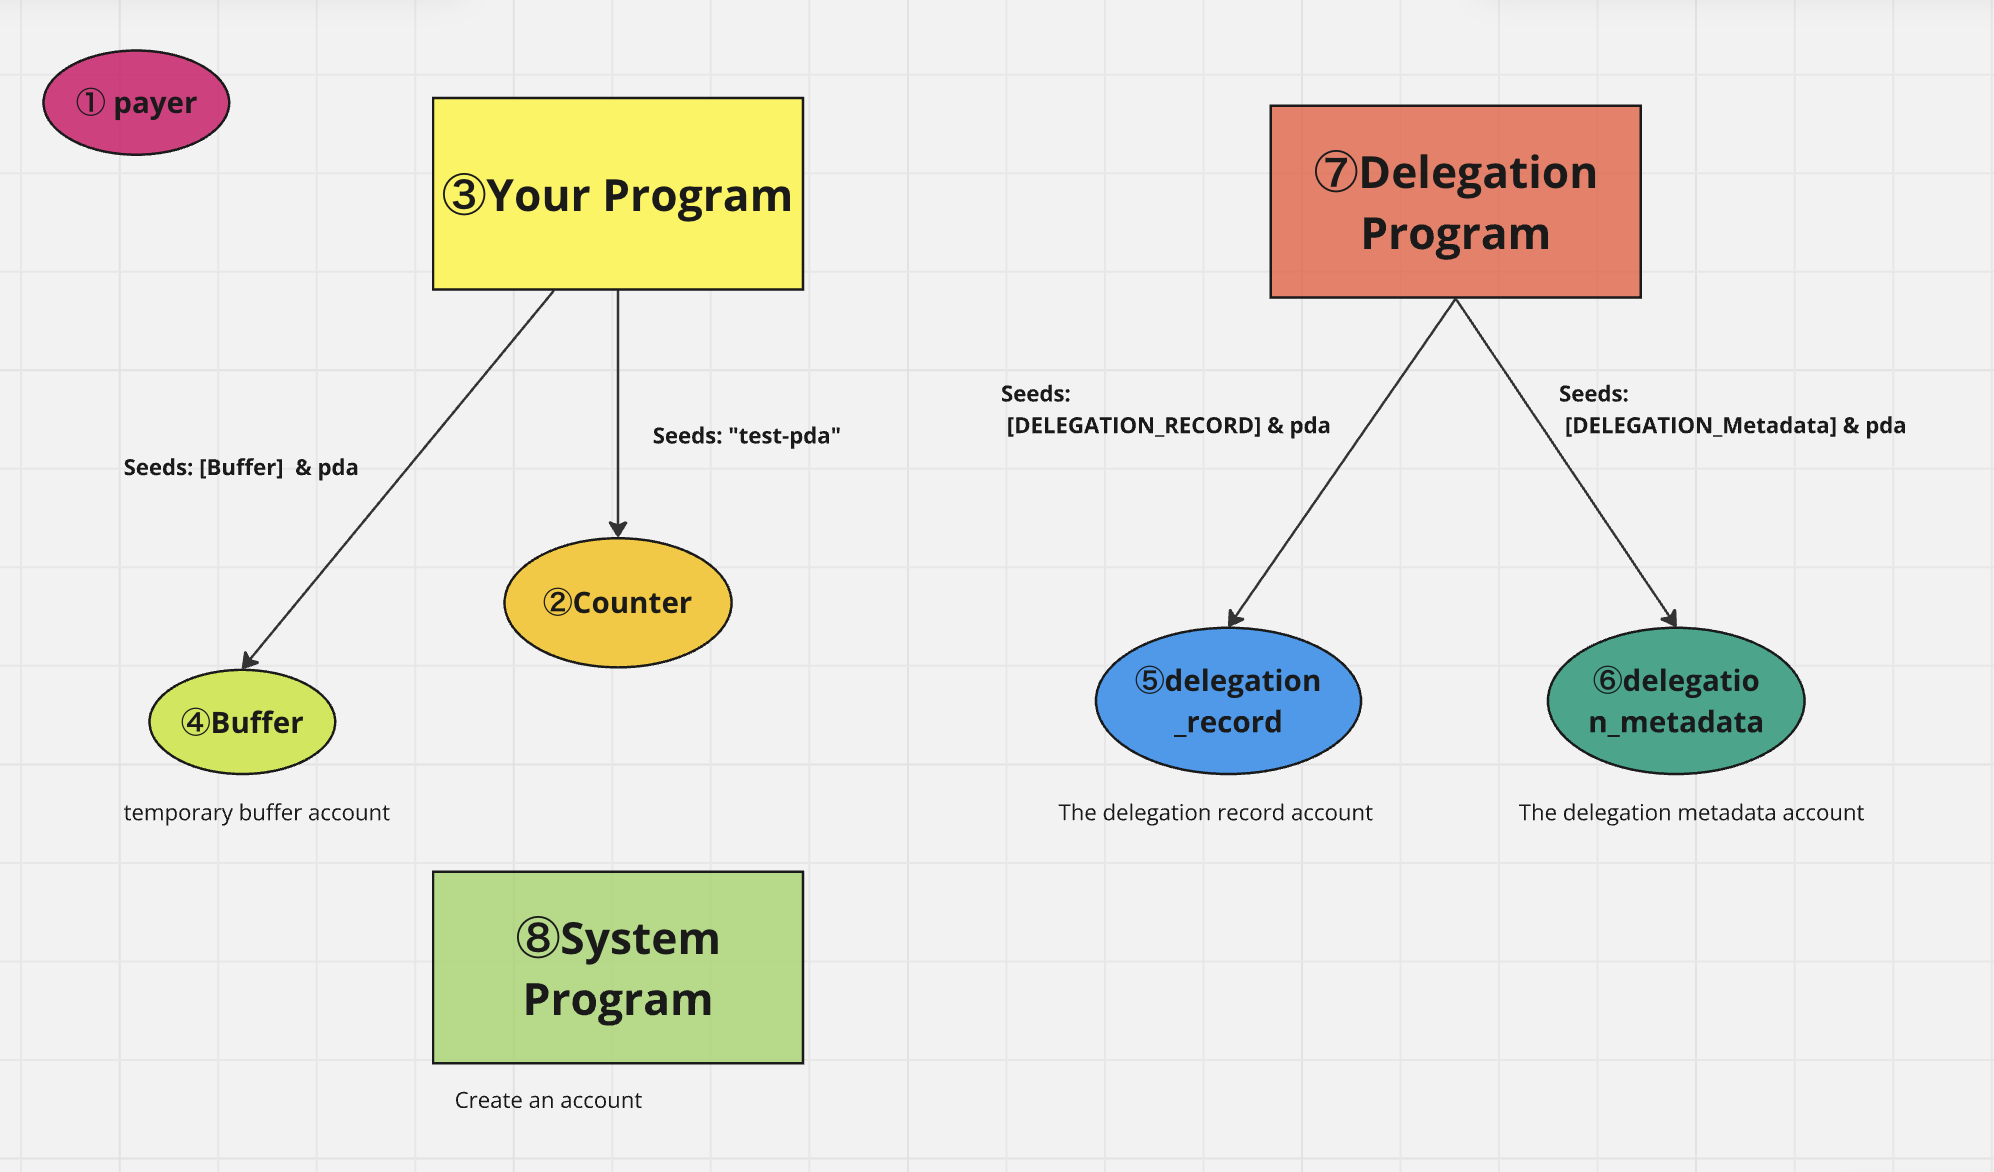 ① payer
③Your Program
⑦Delegation
Program
Seeds:
[DELEGATION_RECORD] & pda
Seeds:
[DELEGATION_Metadata] & pda
Seeds: "test-pda"
Seeds: [Buffer]  & pda
②Counter
④Buffer
⑤delegation
_record
⑥delegatio
n_metadata
temporary buffer account
The delegation record account
The delegation metadata account
⑧System
Program
Create an account